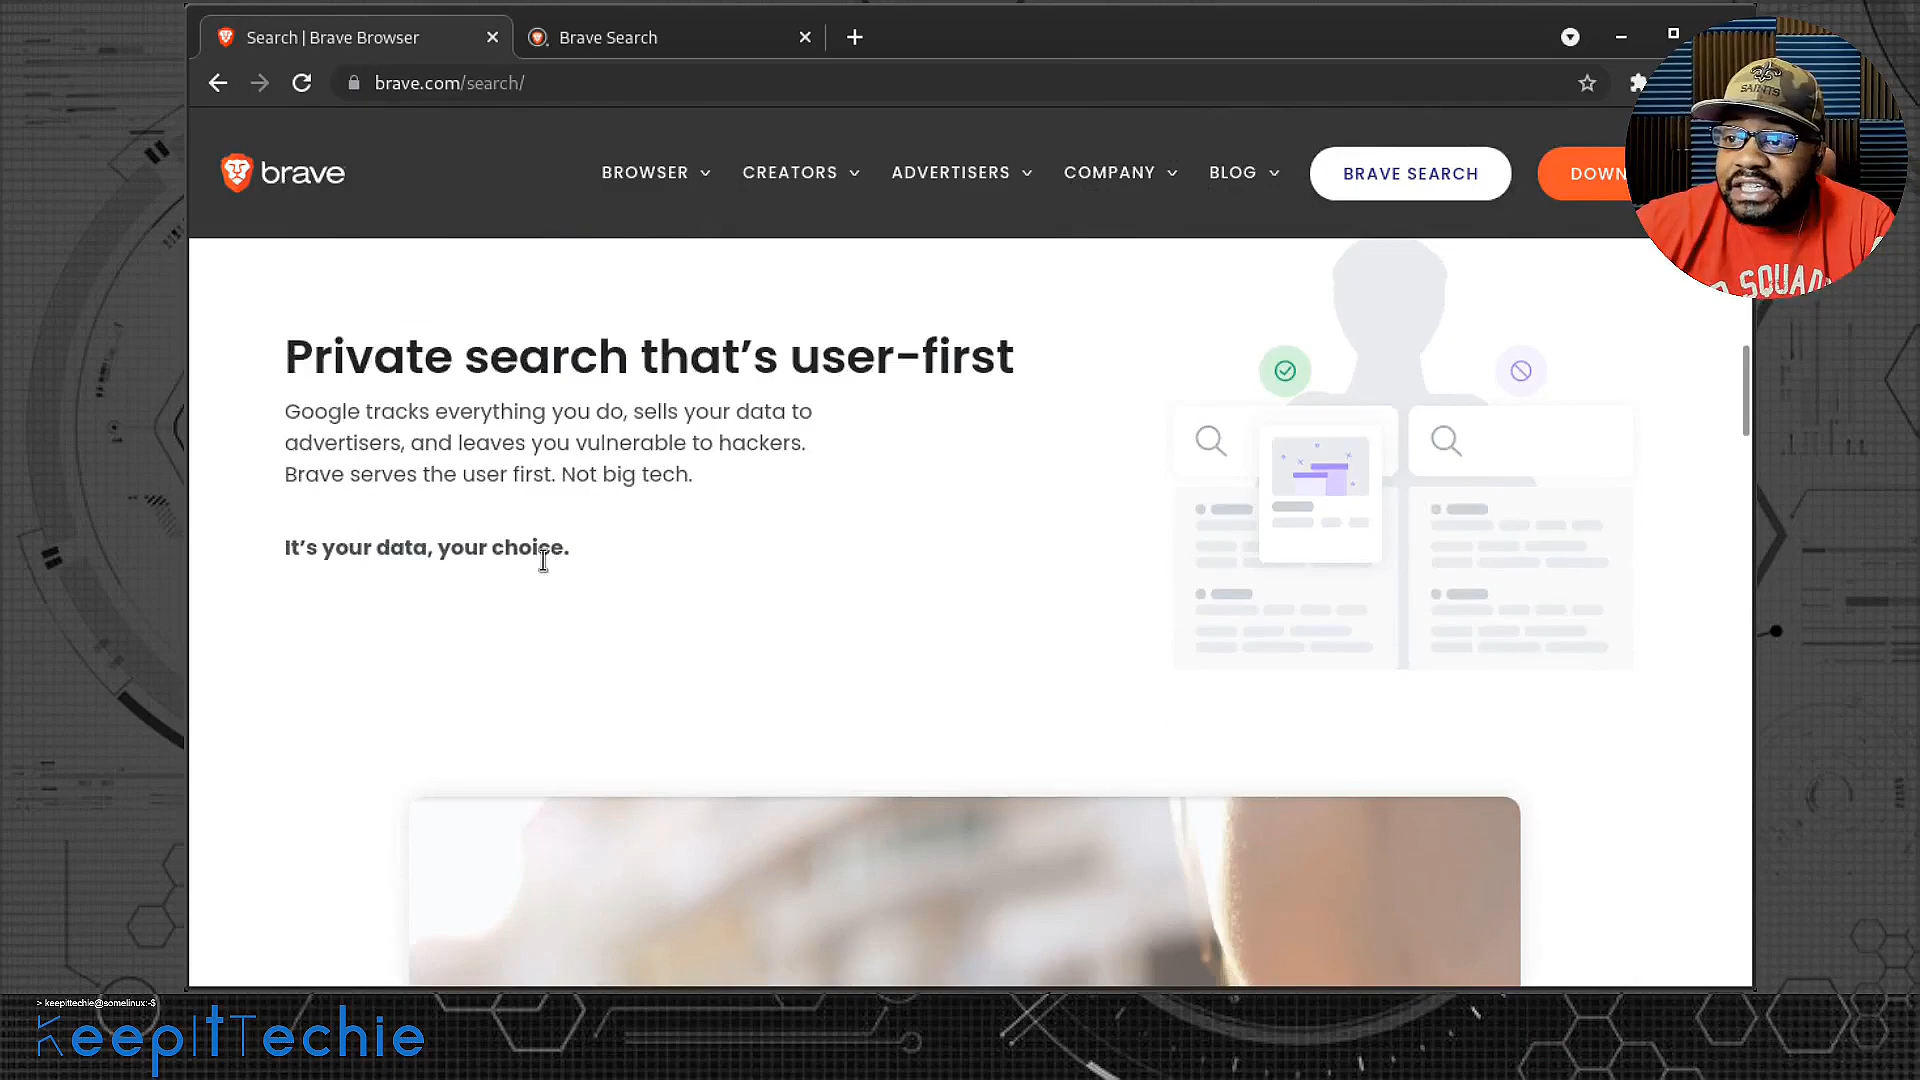 Search | Brave Browser
Brave Search
brave.com/search/
brave
BROWSER
CREATORS
ADVERTISERS
COMPANY
BLOG
BRAVE SEARCH
DOWN
SAINTS
SQUAD
Private search that's user-first
Google tracks everything you do, sells your data to
advertisers, and leaves you vulnerable to hackers.
Brave serves the user first. Not big tech.
It's your data, your choice.
> keepittechie@somelinux:~$
KeepItTechie